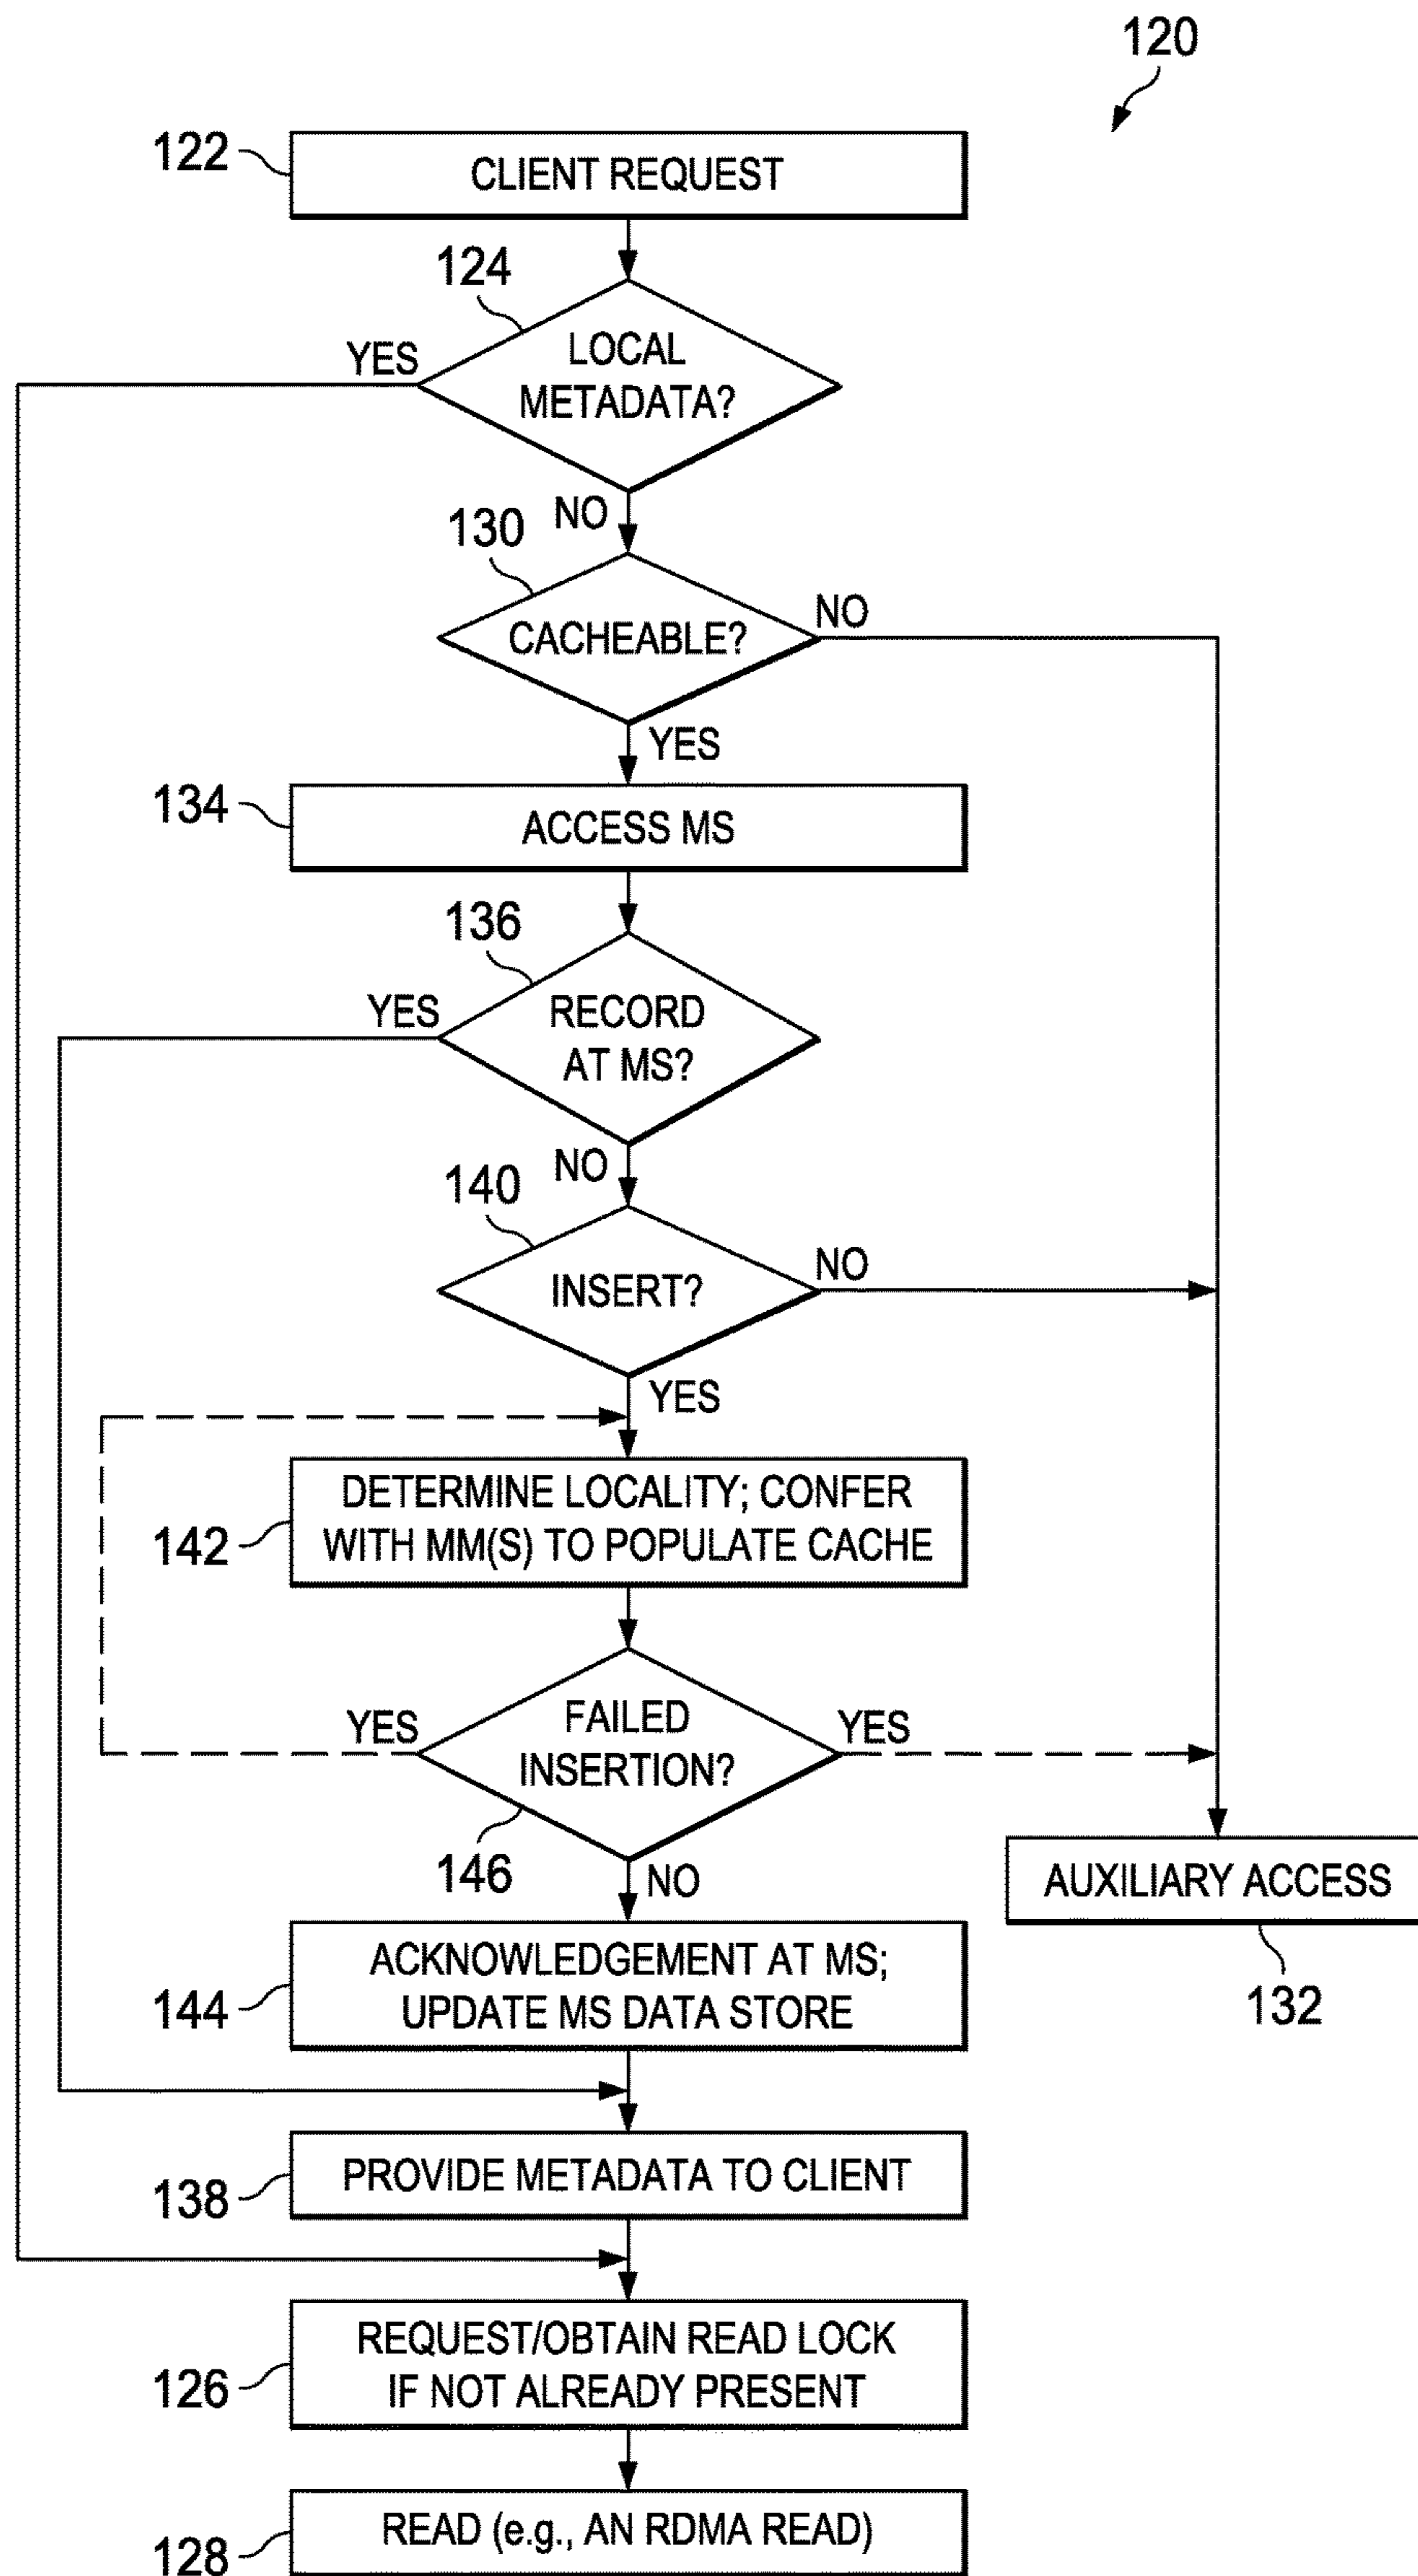 120
122
CLIENT REQUEST
124
YES
LOCAL
METADATA?
NO
130
NO
CACHEABLE?
YES
134
ACCESS MS
136
YES
RECORD
AT MS?
NO
140
NO
INSERT?
YES
DETERMINE LOCALITY; CONFER
WITH MM(S) TO POPULATE CACHE
142
YES
FAILED
INSERTION?
YES
146
NO
AUXILIARY ACCESS
132
ACKNOWLEDGEMENT AT MS;
UPDATE MS DATA STORE
144
PROVIDE METADATA TO CLIENT
138
REQUEST/OBTAIN READ LOCK
IF NOT ALREADY PRESENT
126
READ (e.g., AN RDMA READ)
128